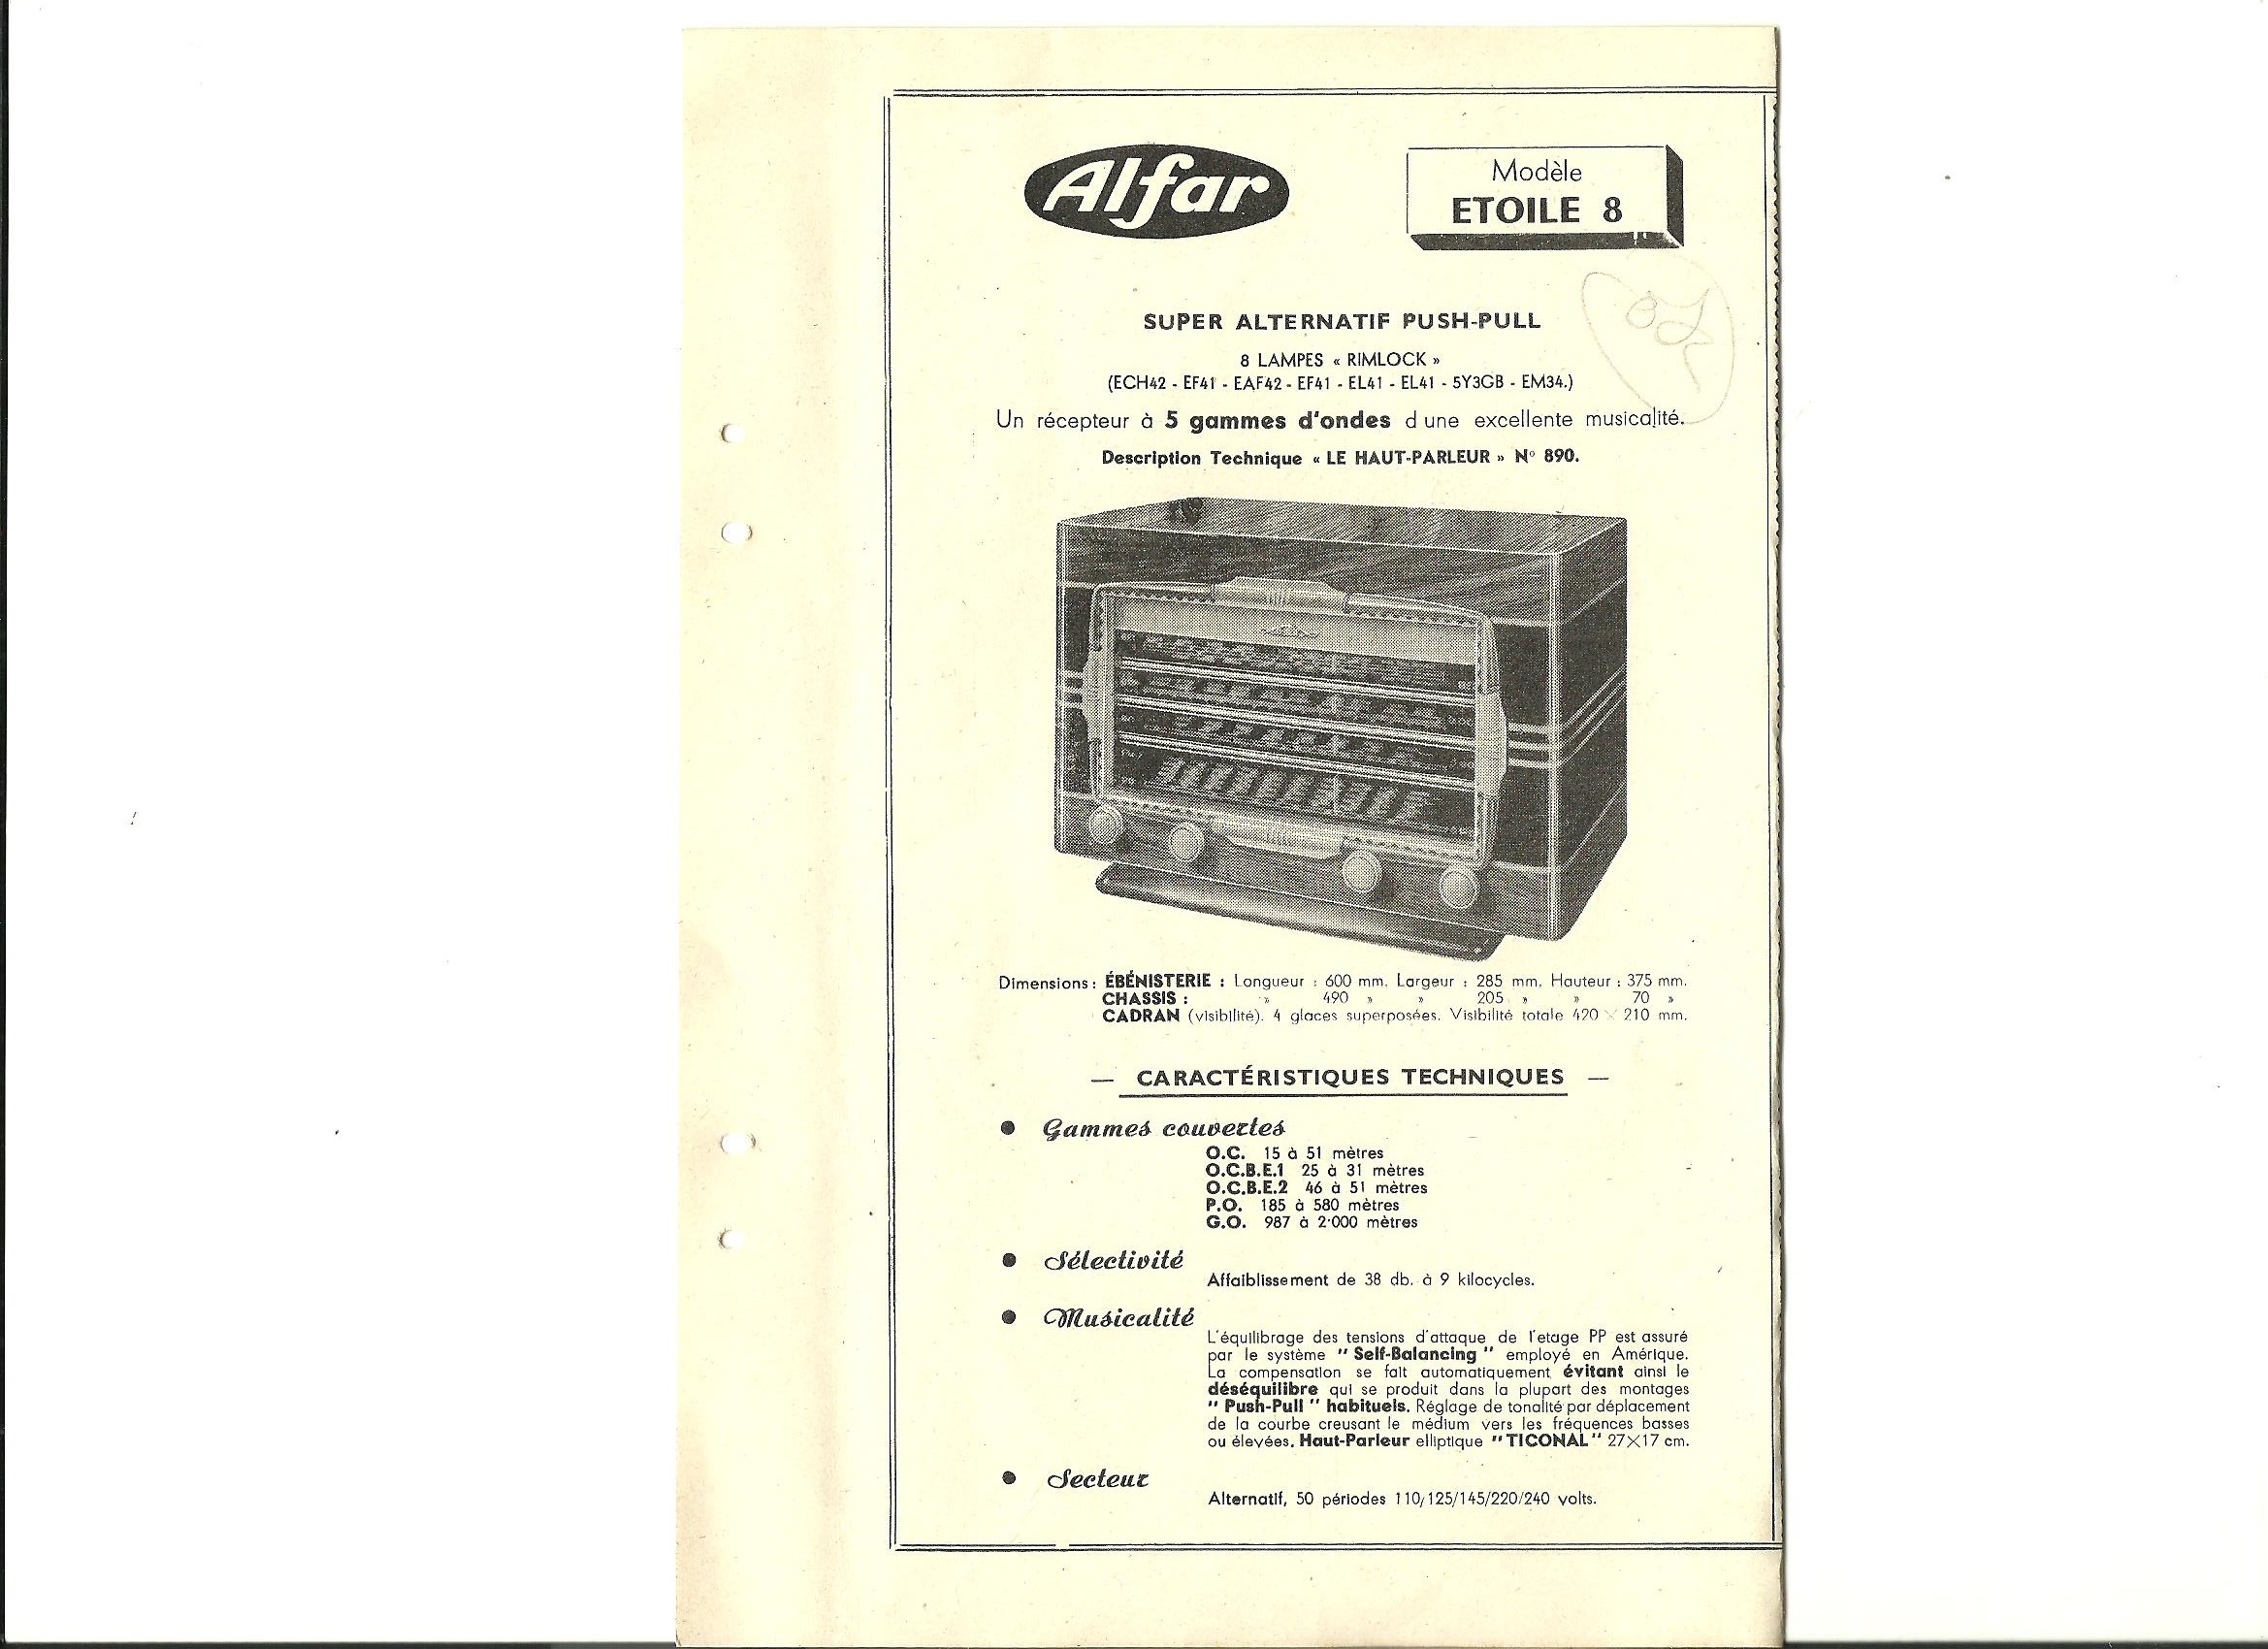 Alfar
Modèle
ETOILE 8
SUPER ALTERNATIF PUSH-PULL
8 LAMPES « RIMLOCK »
(ECH42 - EF41 - EAF42 - EF41 - EL41 - EL41 - 5Y3GB - EM34.)
Un récepteur à 5 gammes d'ondes d une excellente musicalité.
Description Technique « LE HAUT-PARLEUR » N° 890.
Dimensions : ÉBÉNISTERIE : Longueur : 600 mm. Largeur : 285 mm. Hauteur : 375 mm.
CHASSIS : » 490 » » 205 » » 70 »
CADRAN (visibilité). 4 glaces superposées. Visibilité totale 420 × 210 mm.
— CARACTÉRISTIQUES TECHNIQUES —
● Gammes couvertes
O.C. 15 à 51 mètres
O.C.B.E.1 25 à 31 mètres
O.C.B.E.2 46 à 51 mètres
P.O. 185 à 580 mètres
G.O. 987 à 2·000 mètres
● Sélectivité
Affaiblissement de 38 db. à 9 kilocycles.
● Musicalité
L'équilibrage des tensions d'attaque de l'etage PP est assuré
par le système " Self-Balancing " employé en Amérique.
La compensation se fait automatiquement évitant ainsi le
déséquilibre qui se produit dans la plupart des montages
" Push-Pull " habituels. Réglage de tonalité par déplacement
de la courbe creusant le médium vers les fréquences basses
ou élevées. Haut-Parleur elliptique "TICONAL" 27×17 cm.
● Secteur
Alternatif, 50 périodes 110/125/145/220/240 volts.